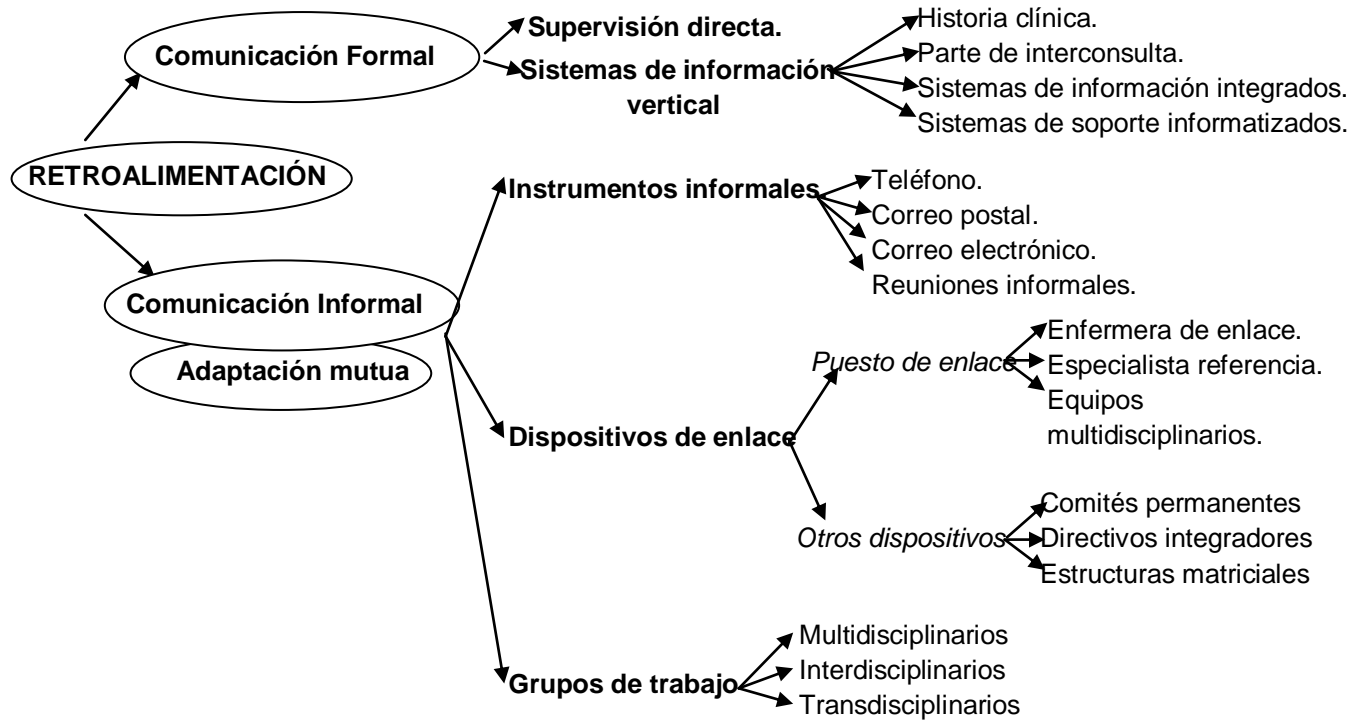 Comunicación Formal
Supervisión directa.
Sistemas de información
vertical
Historia clínica.
Parte de interconsulta.
Sistemas de información integrados.
Sistemas de soporte informatizados.
RETROALIMENTACIÓN
Comunicación Informal
Adaptación mutua
Instrumentos informales
Teléfono.
Correo postal.
Correo electrónico.
Reuniones informales.
Dispositivos de enlace
Puesto de enlace
Enfermera de enlace.
Especialista referencia.
Equipos
multidisciplinarios.
Otros dispositivos
Comités permanentes
Directivos integradores
Estructuras matriciales
Grupos de trabajo
Multidisciplinarios
Interdisciplinarios
Transdisciplinarios